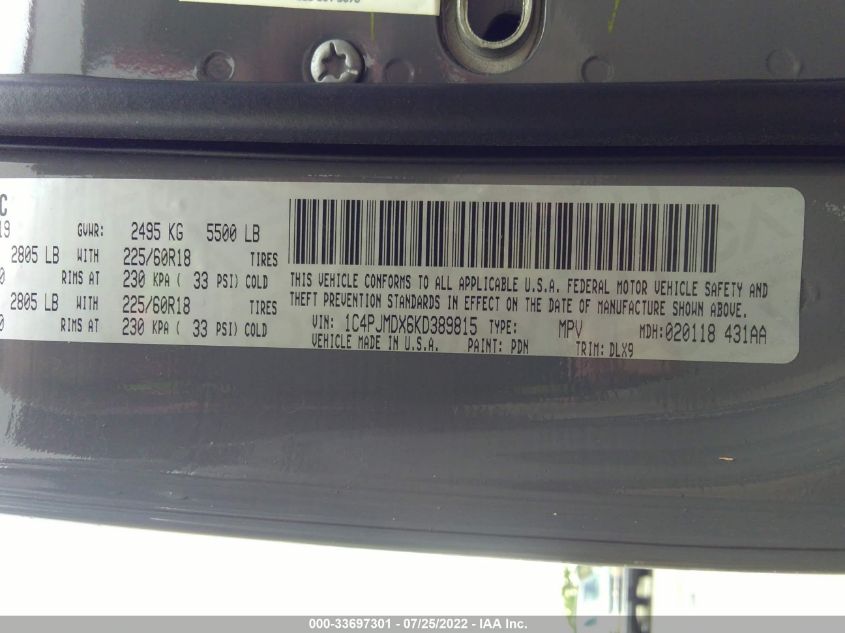 C
19 GVWR: 2495 KG 5500 LB
2805 LB WITH 225/60R18 TIRES
0 RIMS AT 230 KPA ( 33 PSI) COLD
2805 LB WITH 225/60R18 TIRES
0 RIMS AT 230 KPA ( 33 PSI) COLD
THIS VEHICLE CONFORMS TO ALL APPLICABLE U.S.A. FEDERAL MOTOR VEHICLE SAFETY AND
THEFT PREVENTION STANDARDS IN EFFECT ON THE DATE OF MANUFACTURE SHOWN ABOVE.
VIN: 1C4PJMDX6KD389815 TYPE: MPV MDH:020118 431AA
VEHICLE MADE IN U.S.A. PAINT: PDN TRIM: DLX9
000-33697301 - 07/25/2022 - IAA Inc.